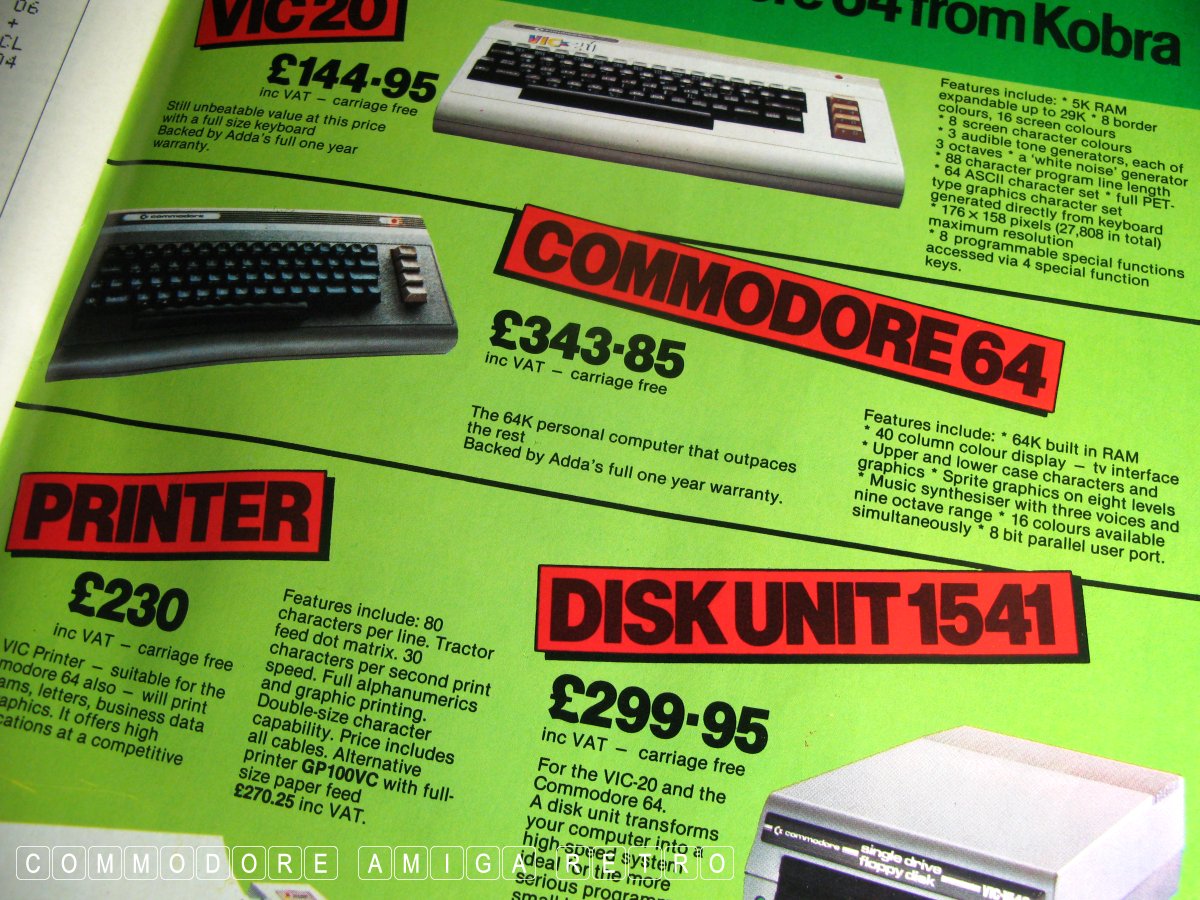 06
+
CL
04
VIC 20
re 64 from Kobra
£144·95
inc VAT – carriage free
Still unbeatable value at this price
with a full size keyboard
Backed by Adda's full one year
warranty.
VIC 20
Features include: * 5K RAM
expandable up to 29K * 8 border
colours, 16 screen colours
* 8 screen character colours
* 3 audible tone generators, each of
3 octaves * a 'white noise' generator
* 88 character program line length
* 64 ASCII character set * full PET-
type graphics character set
generated directly from keyboard
* 176 × 158 pixels (27,808 in total)
maximum resolution
* 8 programmable special functions
accessed via 4 special function
keys.
commodore
COMMODORE 64
£343·85
inc VAT – carriage free
The 64K personal computer that outpaces
the rest
Backed by Adda's full one year warranty.
Features include: * 64K built in RAM
* 40 column colour display – tv interface
* Upper and lower case characters and
graphics * Sprite graphics on eight levels
* Music synthesiser with three voices and
nine octave range * 16 colours available
simultaneously * 8 bit parallel user port.
PRINTER
£230
inc VAT – carriage free
VIC Printer – suitable for the
modore 64 also – will print
ams, letters, business data
aphics. It offers high
cations at a competitive
Features include: 80
characters per line. Tractor
feed dot matrix. 30
characters per second print
speed. Full alphanumerics
and graphic printing.
Double-size character
capability. Price includes
all cables. Alternative
printer GP100VC with full-
size paper feed
£270.25 inc VAT.
DISK UNIT 1541
£299·95
inc VAT – carriage free
For the VIC-20 and the
Commodore 64.
A disk unit transforms
your computer into a
high-speed system
ideal for the more
serious programm
commodore
single drive
floppy disk
COMMODORE AMIGA RETRO